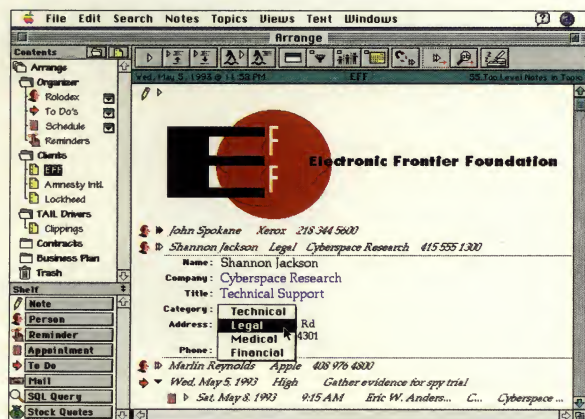 File Edit Search Notes Topics Views Text Windows
Arrange
Contents
Wed, May 5, 1993 @ 11:53 PM EFF 35 Top Level Notes in Topic
Arrange
Organizer
Rolodex
To Do's
Schedule
Reminders
Clients
EFF
Amnesty Intl.
Lockheed
TAIL Drivers
Clippings
Contracts
Business Plan
Trash
Shelf
Note
Person
Reminder
Appointment
To Do
Mail
SQL Query
Stock Quotes
E F F
Electronic Frontier Foundation
John Spokane Xerox 218 344 5600
Shannon Jackson Legal Cyberspace Research 415 555 1300
Name: Shannon Jackson
Company: Cyberspace Research
Title: Technical Support
Category: Technical
Legal
Medical
Financial
Address: Rd
4301
Phone:
Marlin Reynolds Apple 408 976 4800
Wed, May 5, 1993 High Gather evidence for spy trial
Sat, May 8, 1993 9:15 AM Eric W. Anders... C... Cyberspace ...